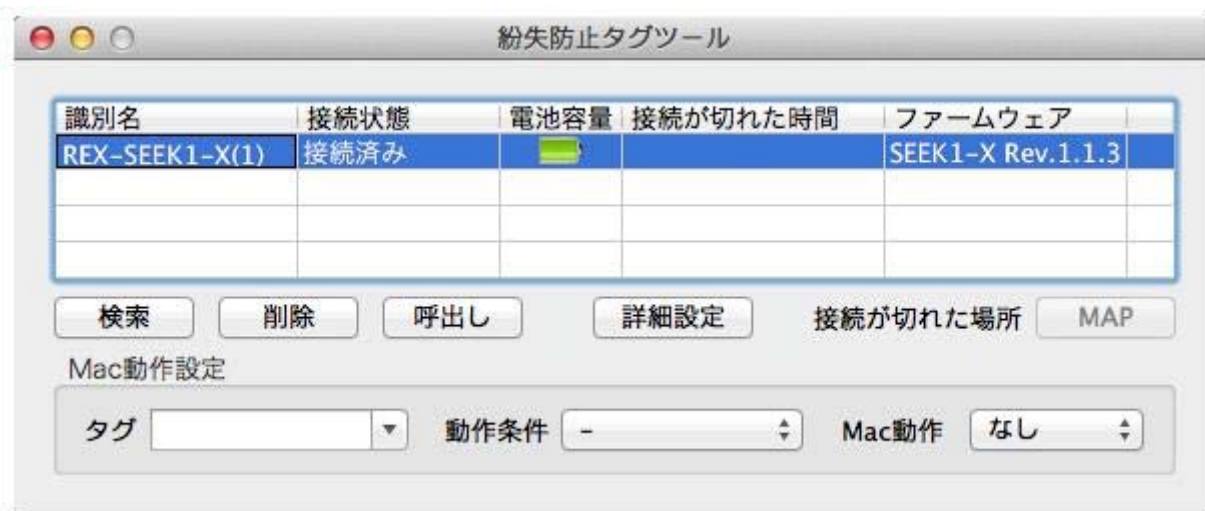 紛失防止タグツール
識別名 接続状態 電池容量 接続が切れた時間 ファームウェア
REX-SEEK1-X(1) 接続済み SEEK1-X Rev.1.1.3
検索 削除 呼出し 詳細設定 接続が切れた場所 MAP
Mac動作設定
タグ 動作条件 - Mac動作 なし